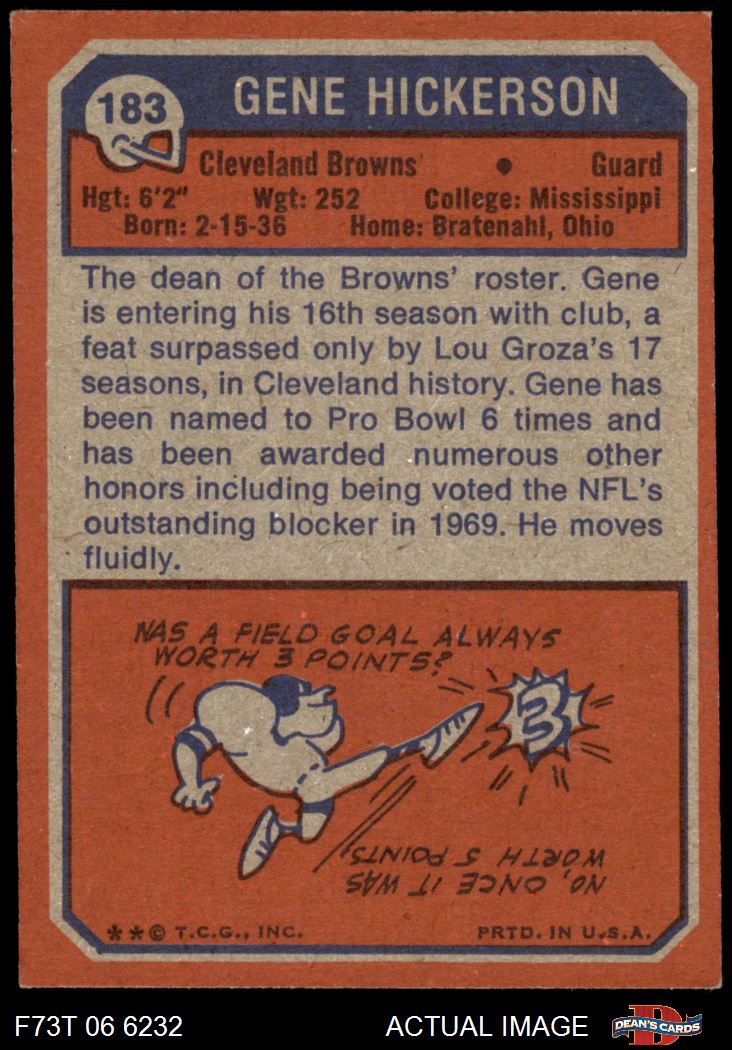 183
GENE HICKERSON
Cleveland Browns • Guard
Hgt: 6'2" Wgt: 252 College: Mississippi
Born: 2-15-36 Home: Bratenahl, Ohio
The dean of the Browns' roster. Gene
is entering his 16th season with club, a
feat surpassed only by Lou Groza's 17
seasons, in Cleveland history. Gene has
been named to Pro Bowl 6 times and
has been awarded numerous other
honors including being voted the NFL's
outstanding blocker in 1969. He moves
fluidly.
WAS A FIELD GOAL ALWAYS
WORTH 3 POINTS?
3
NO, ONCE IT WAS
WORTH 5 POINTS
**© T.C.G., INC. PRTD. IN U.S.A.
F73T 06 6232 ACTUAL IMAGE
D
DEAN'S CARDS